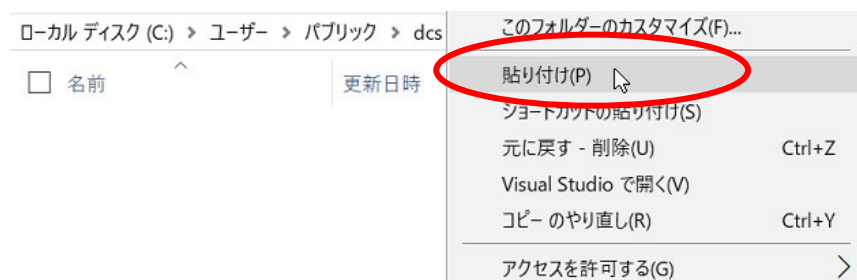 ローカル ディスク (C:) > ユーザー > パブリック > dcs
名前
更新日時
このフォルダーのカスタマイズ(F)...
貼り付け(P)
ショートカットの貼り付け(S)
元に戻す - 削除(U) Ctrl+Z
Visual Studio で開く(V)
コピー のやり直し(R) Ctrl+Y
アクセスを許可する(G) >